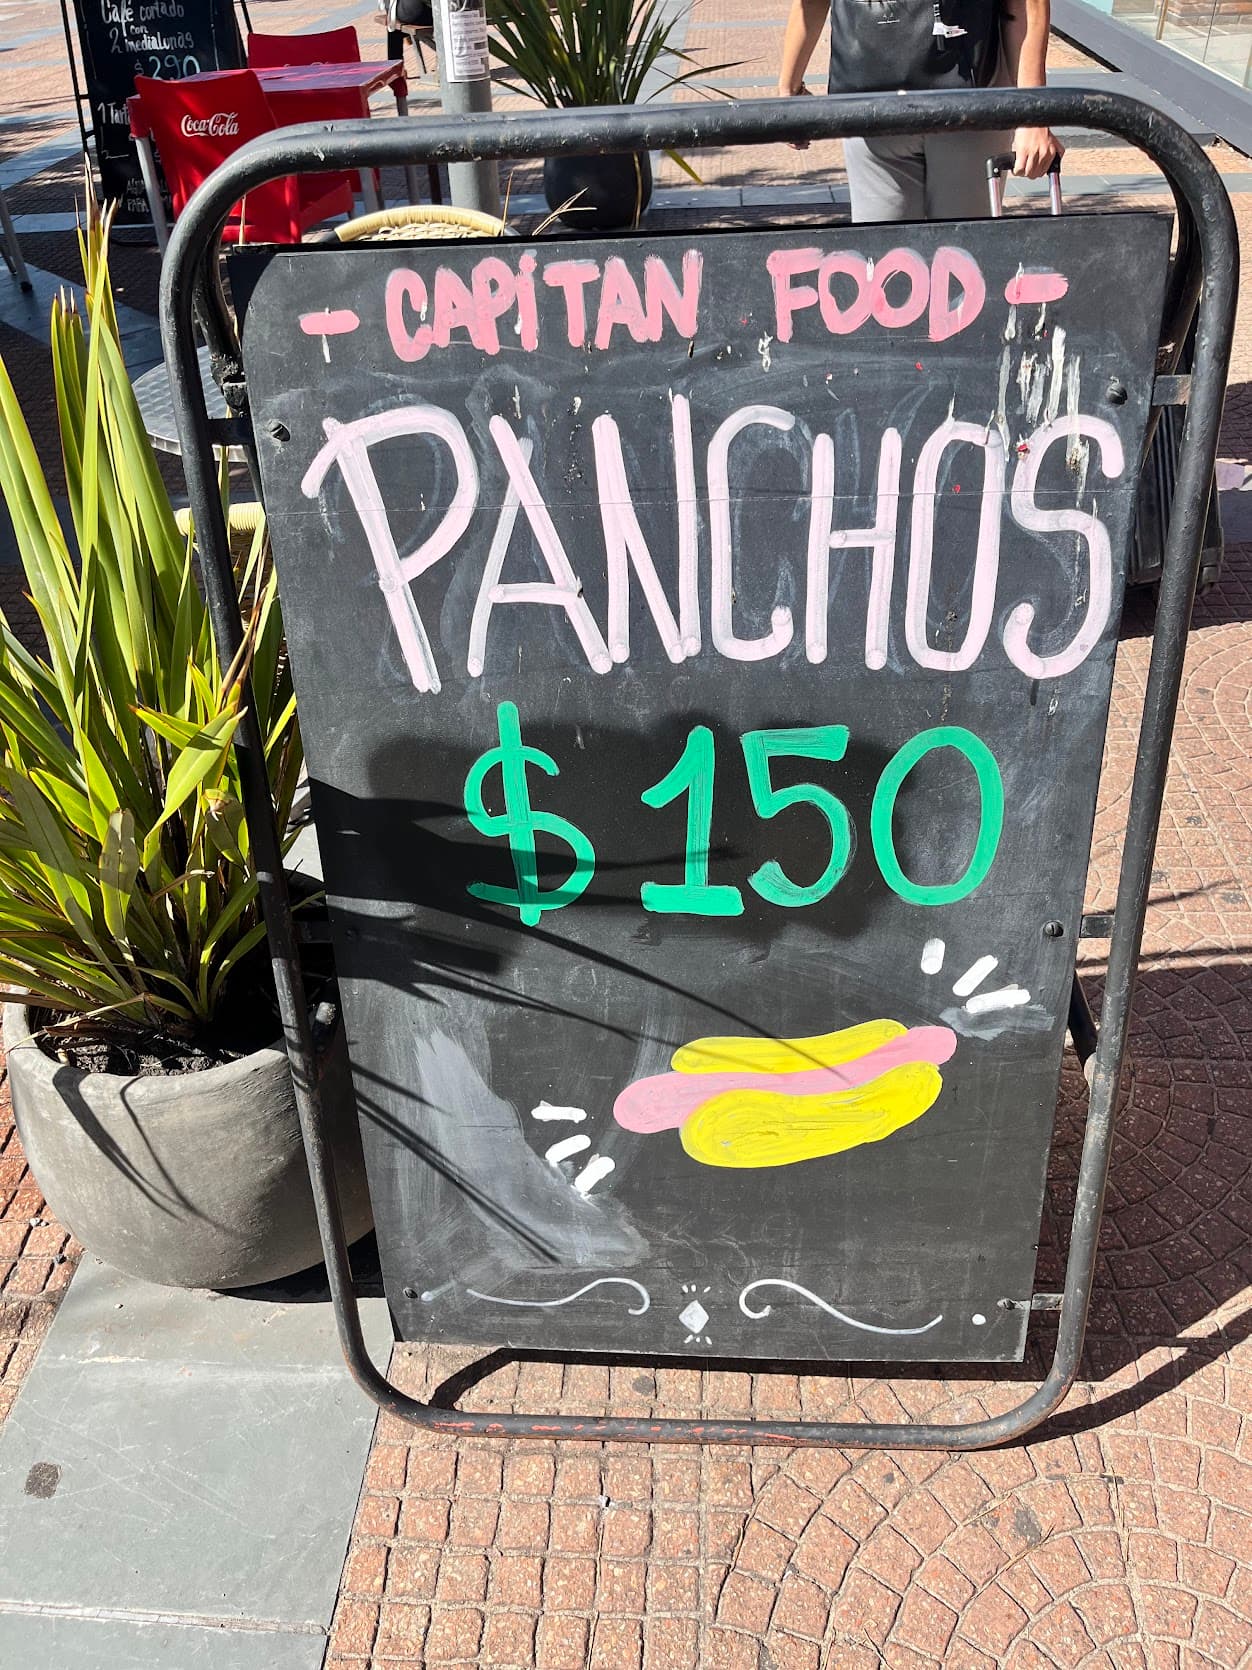 Café cortado
con
2 medialunas
$ 290
Coca-Cola
- CAPiTAN FOOD -
PANCHOS
$ 150